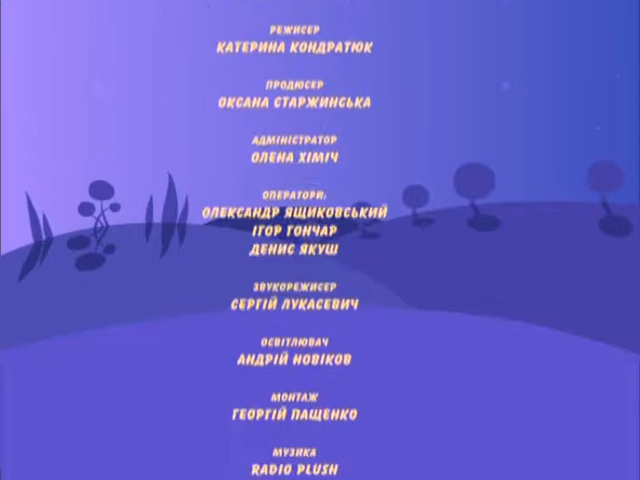 РЕЖИСЕР
КАТЕРИНА КОНДРАТЮК
ПРОДЮСЕР
ОКСАНА СТАРЖИНСЬКА
АДМІНІСТРАТОР
ОЛЕНА ХІМІЧ
ОПЕРАТОРИ:
ОЛЕКСАНДР ЯЩИКОВСЬКИЙ
ІГОР ГОНЧАР
ДЕНИС ЯКУШ
ЗВУКОРЕЖИСЕР
СЕРГІЙ ЛУКАСЕВИЧ
ОСВІТЛЮВАЧ
АНДРІЙ НОВІКОВ
МОНТАЖ
ГЕОРГІЙ ПАЩЕНКО
МУЗИКА
RADIO PLUSH